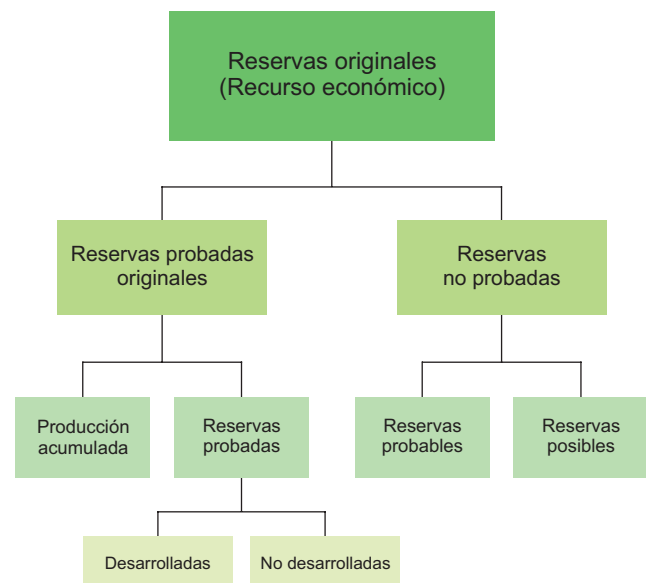 Reservas originales
(Recurso económico)
Reservas probadas
originales
Reservas
no probadas
Producción
acumulada
Reservas
probadas
Reservas
probables
Reservas
posibles
Desarrolladas
No desarrolladas